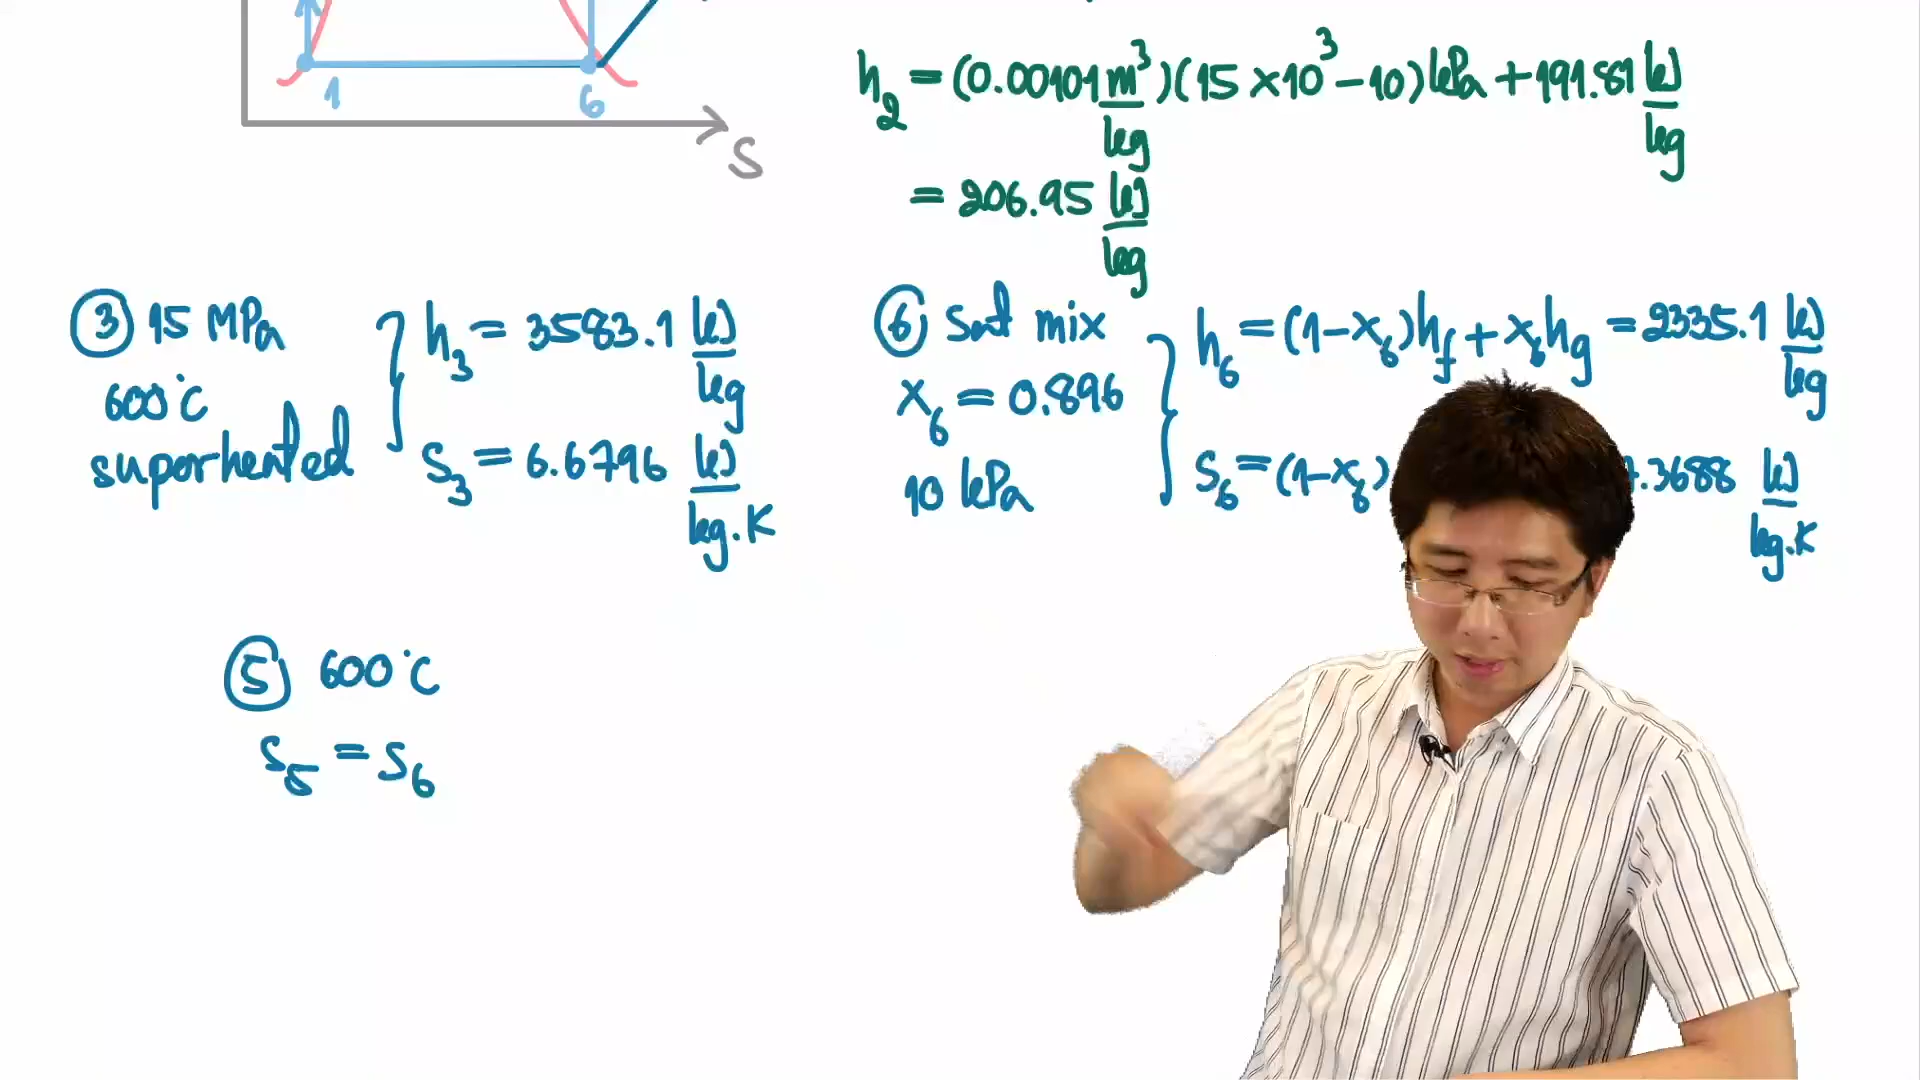 1
6
S
h₂ = (0.00101 m³/kg)(15 × 10³ − 10) kPa + 191.81 kJ/kg
= 206.95 kJ/kg
③ 15 MPa
600°C
superheated
h₃ = 3583.1 kJ/kg
s₃ = 6.6796 kJ/kg.K
⑥ Sat mix
x₆ = 0.896
10 kPa
h₆ = (1−x₆)h_f + x₆h_g = 2335.1 kJ/kg
s₆ = (1−x₆) .3688 kJ/kg.K
⑤ 600°C
s₅ = s₆